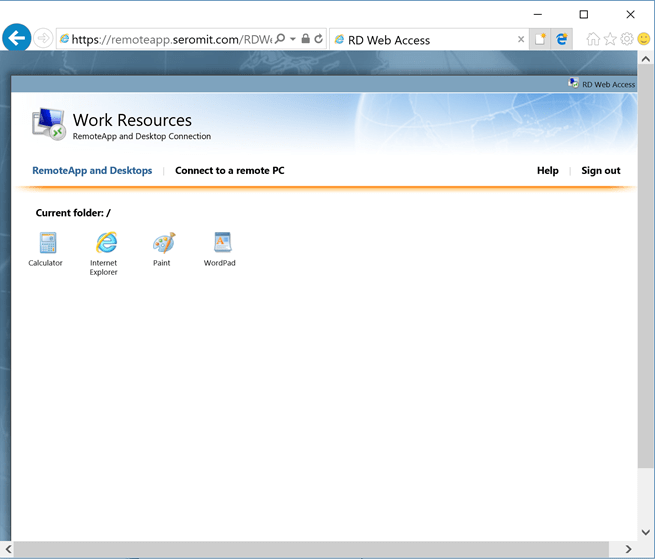 https://remoteapp.seromit.com/RDWe
RD Web Access
RD Web Access
Work Resources
RemoteApp and Desktop Connection
RemoteApp and Desktops
Connect to a remote PC
Help
Sign out
Current folder: /
Calculator
Internet
Explorer
Paint
WordPad